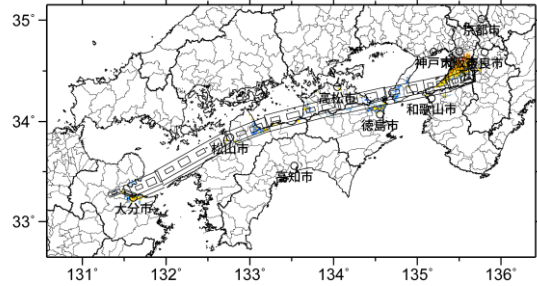 35°
京都市
神戸市
奈良市
高松市
和歌山市
34°
徳島市
松山市
高知市
大分市
33°
131°
132°
133°
134°
135°
136°